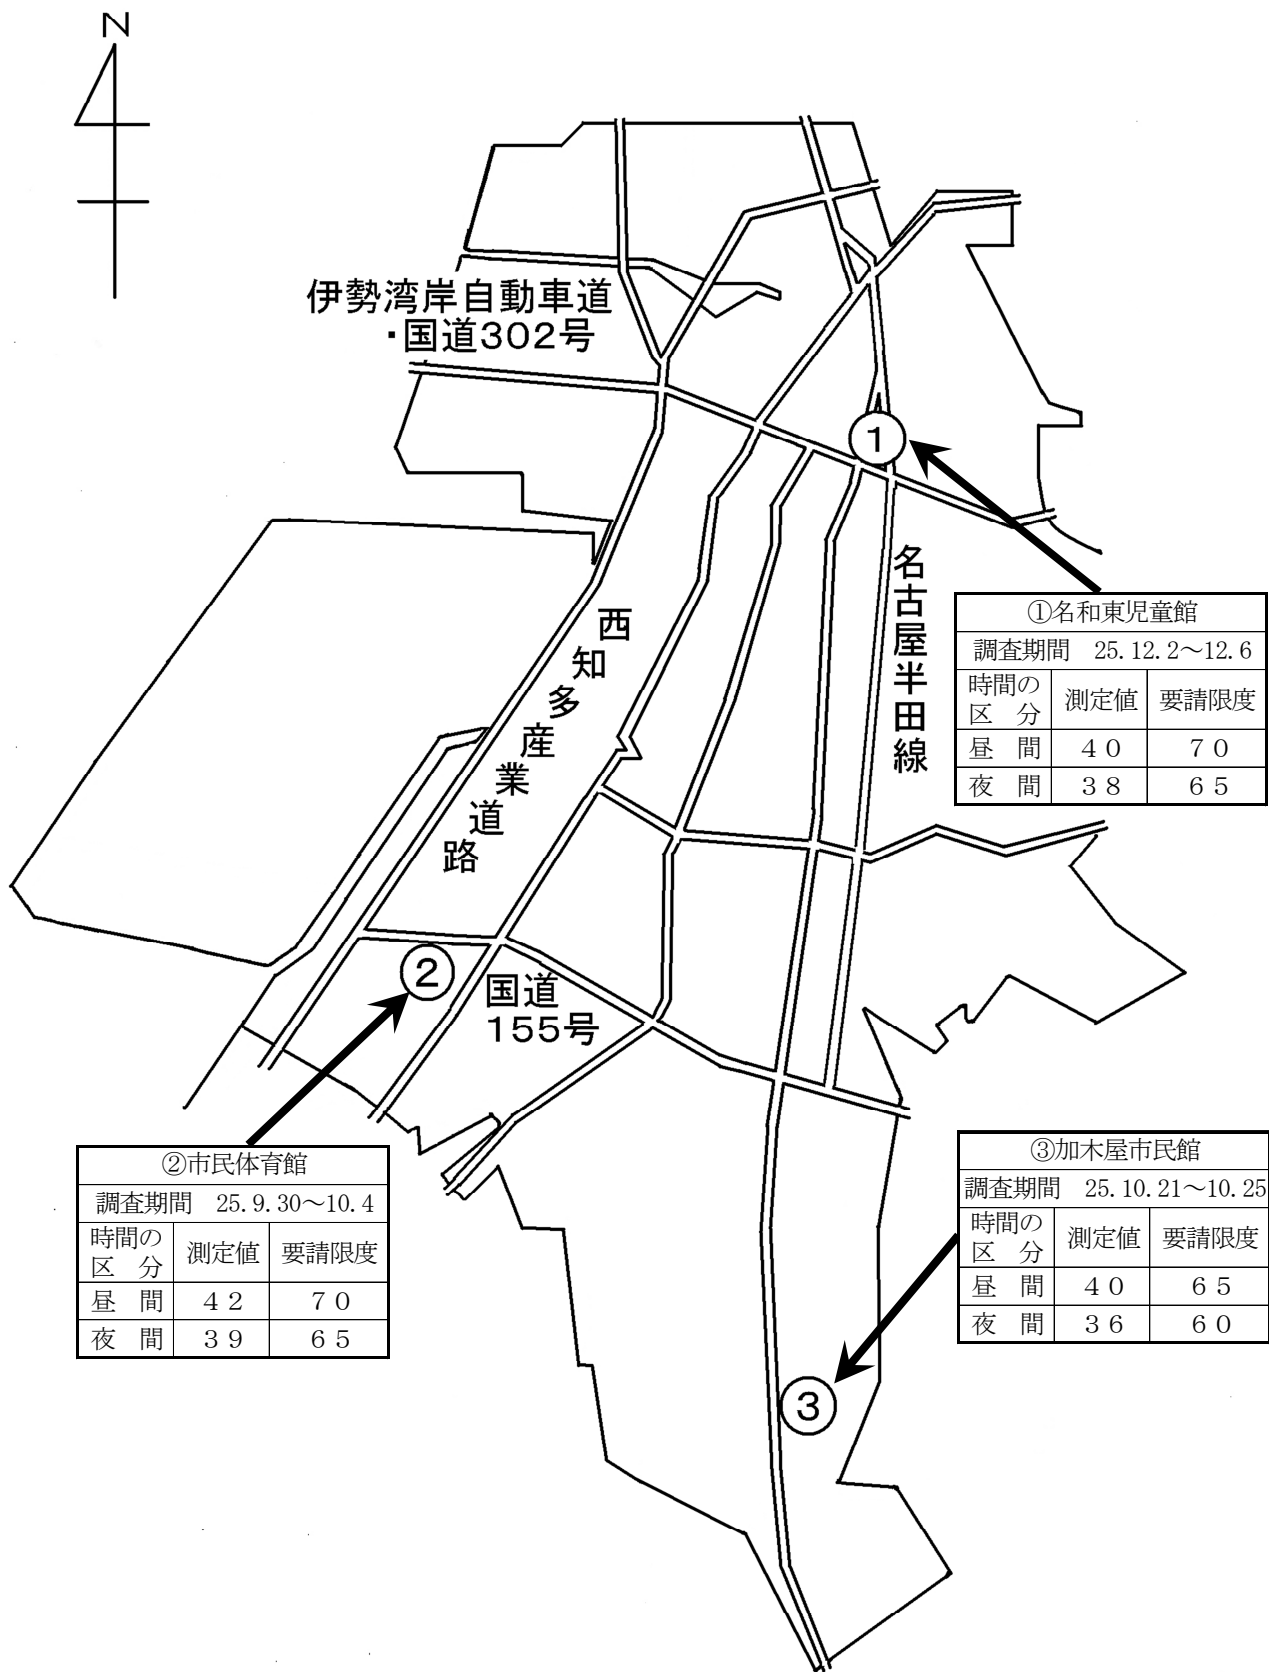 N
伊勢湾岸自動車道
・国道302号
①
名古屋半田線
①名和東児童館
調査期間 25.12.2～12.6
時間の区分 測定値 要請限度
昼間 40 70
夜間 38 65
西知多産業道路
②
国道
155号
②市民体育館
調査期間 25.9.30～10.4
時間の区分 測定値 要請限度
昼間 42 70
夜間 39 65
③加木屋市民館
調査期間 25.10.21～10.25
時間の区分 測定値 要請限度
昼間 40 65
夜間 36 60
③